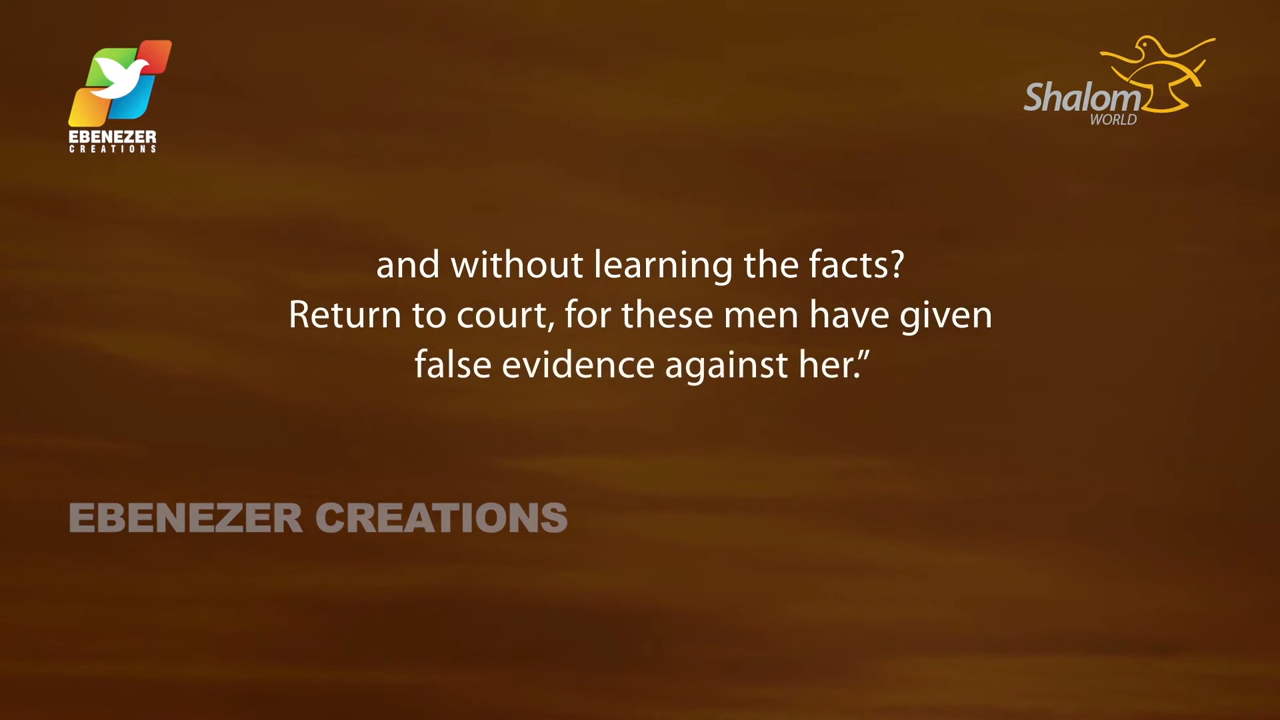 EBENEZER
CREATIONS
Shalom
WORLD
and without learning the facts?
Return to court, for these men have given
false evidence against her.”
EBENEZER CREATIONS